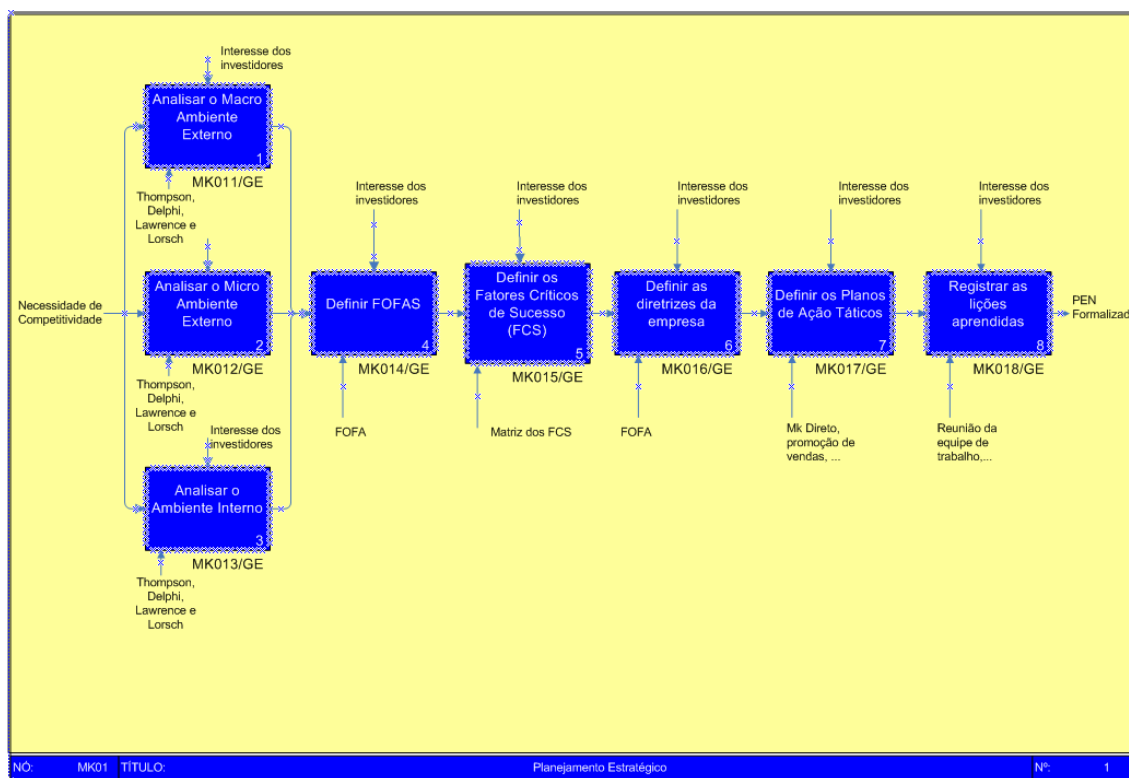 Interesse dos
investidores
Analisar o Macro
Ambiente
Externo
1
MK011/GE
Thompson,
Delphi,
Lawrence e
Lorsch
Necessidade de
Competitividade
Analisar o Micro
Ambiente
Externo
2
MK012/GE
Thompson,
Delphi,
Lawrence e
Lorsch
Interesse dos
investidores
Analisar o
Ambiente Interno
3
MK013/GE
Thompson,
Delphi,
Lawrence e
Lorsch
Interesse dos
investidores
Definir FOFAS
4
MK014/GE
FOFA
Interesse dos
investidores
Definir os
Fatores Críticos
de Sucesso
(FCS)
5
MK015/GE
Matriz dos FCS
Interesse dos
investidores
Definir as
diretrizes da
empresa
6
MK016/GE
FOFA
Interesse dos
investidores
Definir os Planos
de Ação Táticos
7
MK017/GE
Mk Direto,
promoção de
vendas, ...
Interesse dos
investidores
Registrar as
lições
aprendidas
8
MK018/GE
Reunião da
equipe de
trabalho,...
PEN
Formalizad
NÓ: MK01 TÍTULO: Planejamento Estratégico Nº: 1